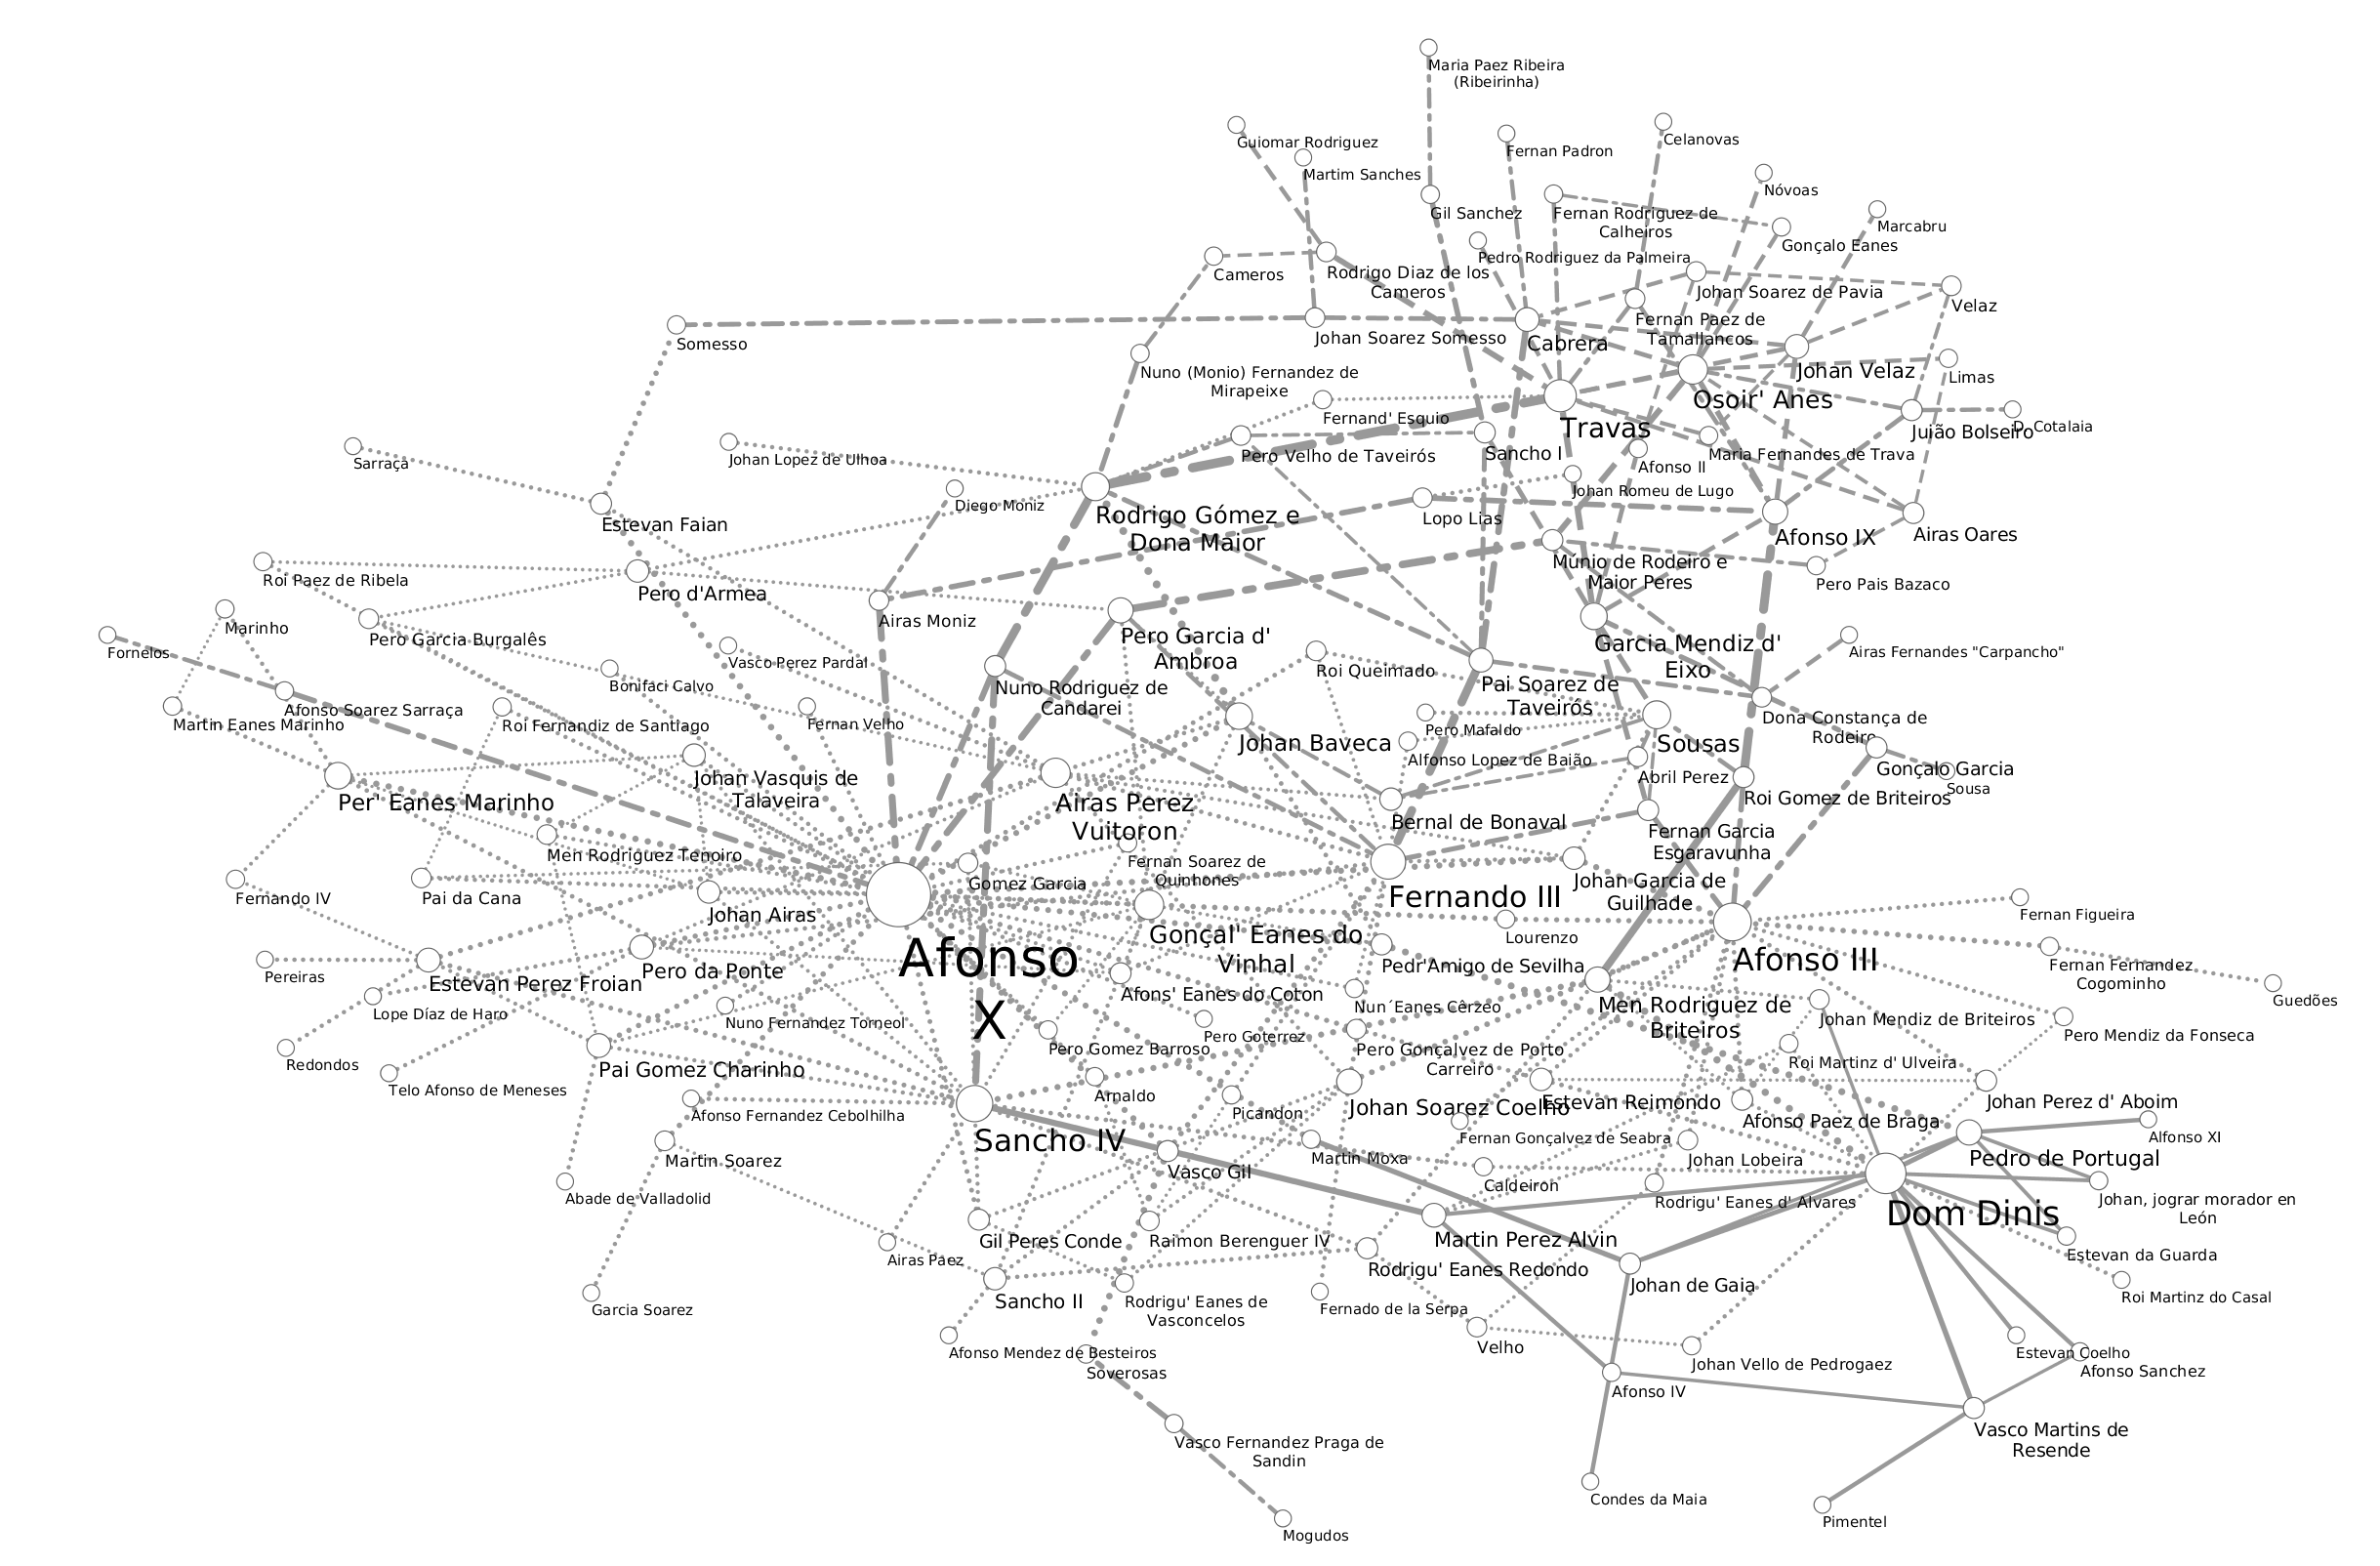 Maria Paez Ribeira
(Ribeirinha)
Guiomar Rodriguez
Celanovas
Fernan Padron
Martim Sanches
Nóvoas
Gil Sanchez
Fernan Rodriguez de
Calheiros
Marcabru
Gonçalo Eanes
Pedro Rodriguez da Palmeira
Cameros
Rodrigo Diaz de los
Cameros
Johan Soarez de Pavia
Velaz
Fernan Paez de
Tamallancos
Somesso
Johan Soarez Somesso
Cabrera
Nuno (Monio) Fernandez de
Mirapeixe
Johan Velaz
Limas
Osoir' Anes
Fernand' Esquio
Travas
Juião Bolseiro
D. Cotalaia
Sarraça
Johan Lopez de Ulhoa
Pero Velho de Taveirós
Sancho I
Maria Fernandes de Trava
Afonso II
Johan Romeu de Lugo
Diego Moniz
Rodrigo Gómez e
Dona Maior
Lopo Lias
Estevan Faian
Afonso IX
Airas Oares
Roi Paez de Ribela
Pero d'Armea
Múnio de Rodeiro e
Maior Peres
Pero Pais Bazaco
Marinho
Pero Garcia Burgalês
Airas Moniz
Pero Garcia d'
Ambroa
Garcia Mendiz d'
Eixo
Airas Fernandes "Carpancho"
Fornelos
Vasco Perez Pardal
Roi Queimado
Bonifaci Calvo
Nuno Rodriguez de
Candarei
Pai Soarez de
Taveirós
Afonso Soarez Sarraça
Martin Eanes Marinho
Roi Fernandiz de Santiago
Fernan Velho
Dona Constança de
Rodeiro
Pero Mafaldo
Johan Baveca
Sousas
Alfonso Lopez de Baião
Abril Perez
Gonçalo Garcia
Sousa
Johan Vasquis de
Talaveira
Per' Eanes Marinho
Airas Perez
Vuitoron
Roi Gomez de Briteiros
Bernal de Bonaval
Fernan Garcia
Esgaravunha
Men Rodriguez Tenoiro
Fernan Soarez de
Quinhones
Gomez Garcia
Fernando III
Johan Garcia de
Guilhade
Fernando IV
Pai da Cana
Johan Airas
Fernan Figueira
Gonçal' Eanes do
Vinhal
Lourenzo
Afonso
X
Afonso III
Pedr'Amigo de Sevilha
Fernan Fernandez
Cogominho
Pereiras
Estevan Perez Froian
Pero da Ponte
Afons' Eanes do Coton
Nun´Eanes Cêrzeo
Men Rodriguez de
Briteiros
Guedões
Lope Díaz de Haro
Nuno Fernandez Torneol
Pero Goterrez
Johan Mendiz de Briteiros
Pero Mendiz da Fonseca
Pero Gomez Barroso
Pero Gonçalvez de Porto
Carreiro
Redondos
Pai Gomez Charinho
Roi Martinz d' Ulveira
Telo Afonso de Meneses
Arnaldo
Johan Soarez Coelho
Estevan Reimondo
Johan Perez d' Aboim
Afonso Fernandez Cebolhilha
Picandon
Afonso Paez de Braga
Sancho IV
Fernan Gonçalvez de Seabra
Alfonso XI
Martin Soarez
Vasco Gil
Martin Moxa
Johan Lobeira
Pedro de Portugal
Caldeiron
Abade de Valladolid
Rodrigu' Eanes d' Alvares
Johan, jograr morador en
León
Dom Dinis
Gil Peres Conde
Raimon Berenguer IV
Martin Perez Alvin
Estevan da Guarda
Airas Paez
Rodrigu' Eanes Redondo
Johan de Gaia
Roi Martinz do Casal
Sancho II
Rodrigu' Eanes de
Vasconcelos
Garcia Soarez
Fernado de la Serpa
Velho
Afonso Mendez de Besteiros
Estevan Coelho
Johan Vello de Pedrogaez
Soverosas
Afonso Sanchez
Afonso IV
Vasco Martins de
Resende
Vasco Fernandez Praga de
Sandin
Condes da Maia
Pimentel
Mogudos